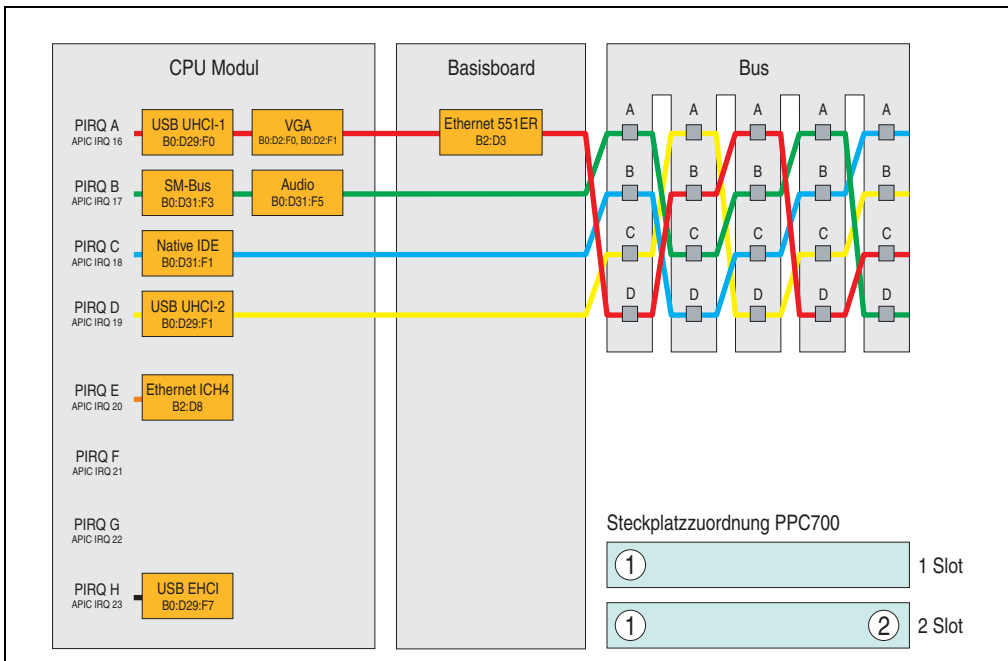 CPU Modul
Basisboard
Bus
PIRQ A
APIC IRQ 16
USB UHCI-1
B0:D29:F0
VGA
B0:D2:F0, B0:D2:F1
Ethernet 551ER
B2:D3
A
A
A
A
A
PIRQ B
APIC IRQ 17
SM-Bus
B0:D31:F3
Audio
B0:D31:F5
B
B
B
B
B
PIRQ C
APIC IRQ 18
Native IDE
B0:D31:F1
C
C
C
C
C
PIRQ D
APIC IRQ 19
USB UHCI-2
B0:D29:F1
D
D
D
D
D
PIRQ E
APIC IRQ 20
Ethernet ICH4
B2:D8
PIRQ F
APIC IRQ 21
PIRQ G
APIC IRQ 22
PIRQ H
APIC IRQ 23
USB EHCI
B0:D29:F7
Steckplatzzuordnung PPC700
1
1 Slot
1
2
2 Slot